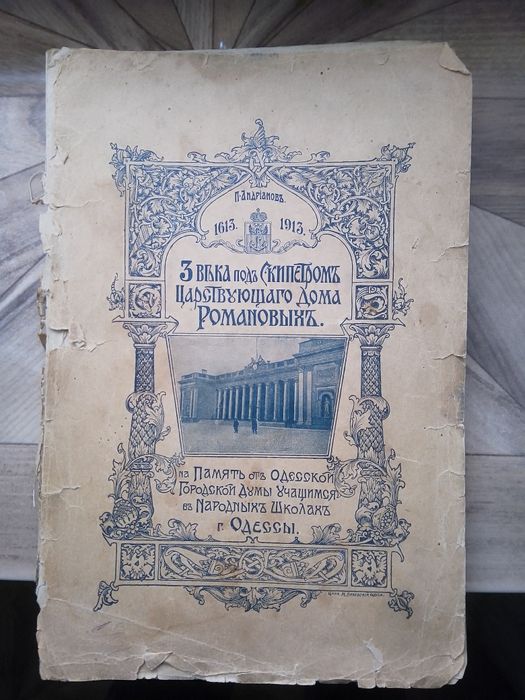 П. Андріановъ.
1613. 1913.
3 вѣка подъ Скипетромъ
Царствующаго Дома
Романовыхъ.
на Память отъ Одесской
Городской Думы учащимся
въ Народныхъ Школахъ
г. Одессы.